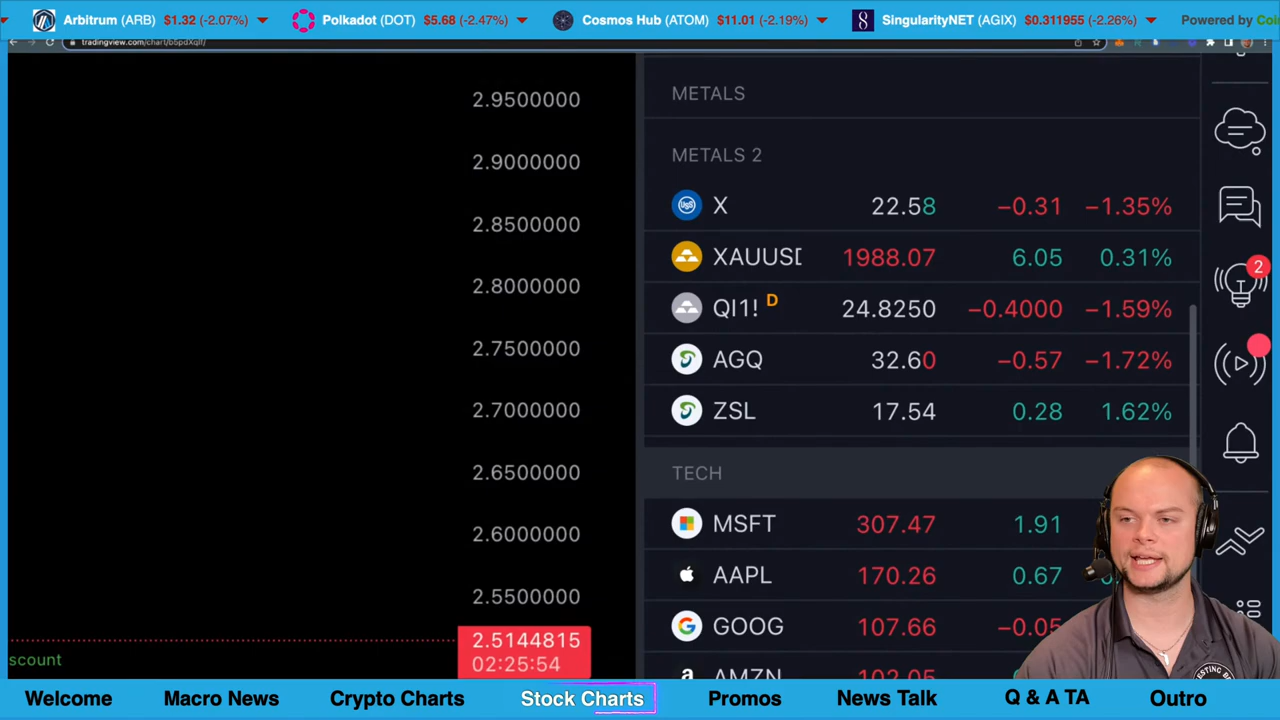 Arbitrum (ARB) $1.32 (-2.07%) Polkadot (DOT) $5.68 (-2.47%) Cosmos Hub (ATOM) $11.01 (-2.19%) SingularityNET (AGIX) $0.311955 (-2.26%) Powered by
tradingview.com/chart/b5pdXqlf/
2.9500000
2.9000000
2.8500000
2.8000000
2.7500000
2.7000000
2.6500000
2.6000000
2.5500000
2.5144815
02:25:54
scount
METALS
METALS 2
X 22.58 −0.31 −1.35%
XAUUSD 1988.07 6.05 0.31%
QI1! D 24.8250 −0.4000 −1.59%
AGQ 32.60 −0.57 −1.72%
ZSL 17.54 0.28 1.62%
TECH
MSFT 307.47 1.91
AAPL 170.26 0.67
GOOG 107.66 −0.05
AMZN 102.05
2
Welcome Macro News Crypto Charts Stock Charts Promos News Talk Q & A TA Outro